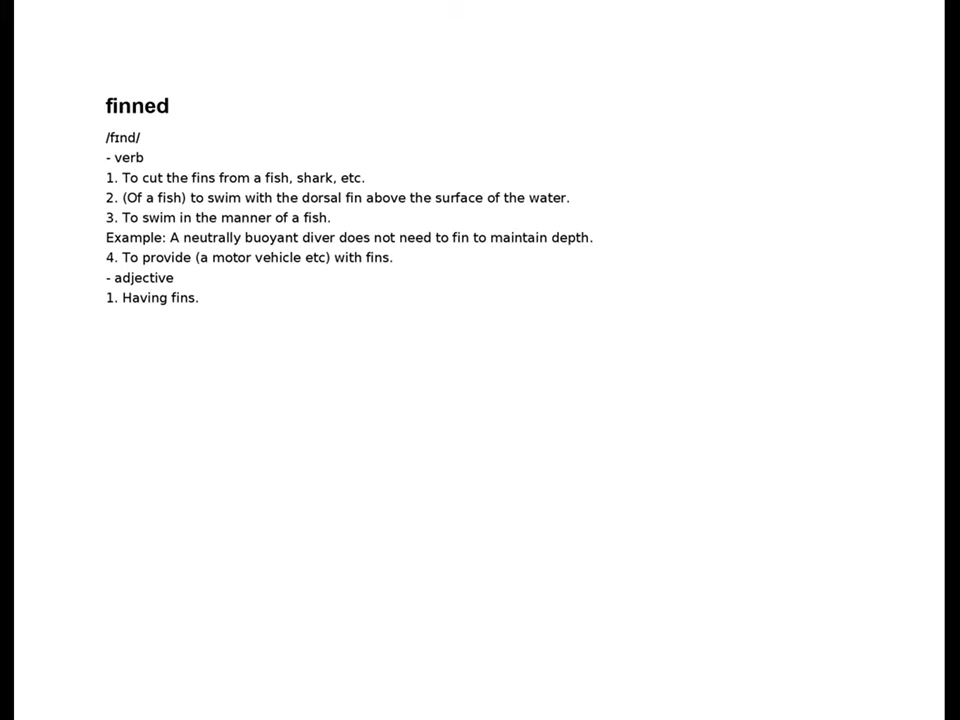 finned
/fɪnd/
- verb
1. To cut the fins from a fish, shark, etc.
2. (Of a fish) to swim with the dorsal fin above the surface of the water.
3. To swim in the manner of a fish.
Example: A neutrally buoyant diver does not need to fin to maintain depth.
4. To provide (a motor vehicle etc) with fins.
- adjective
1. Having fins.